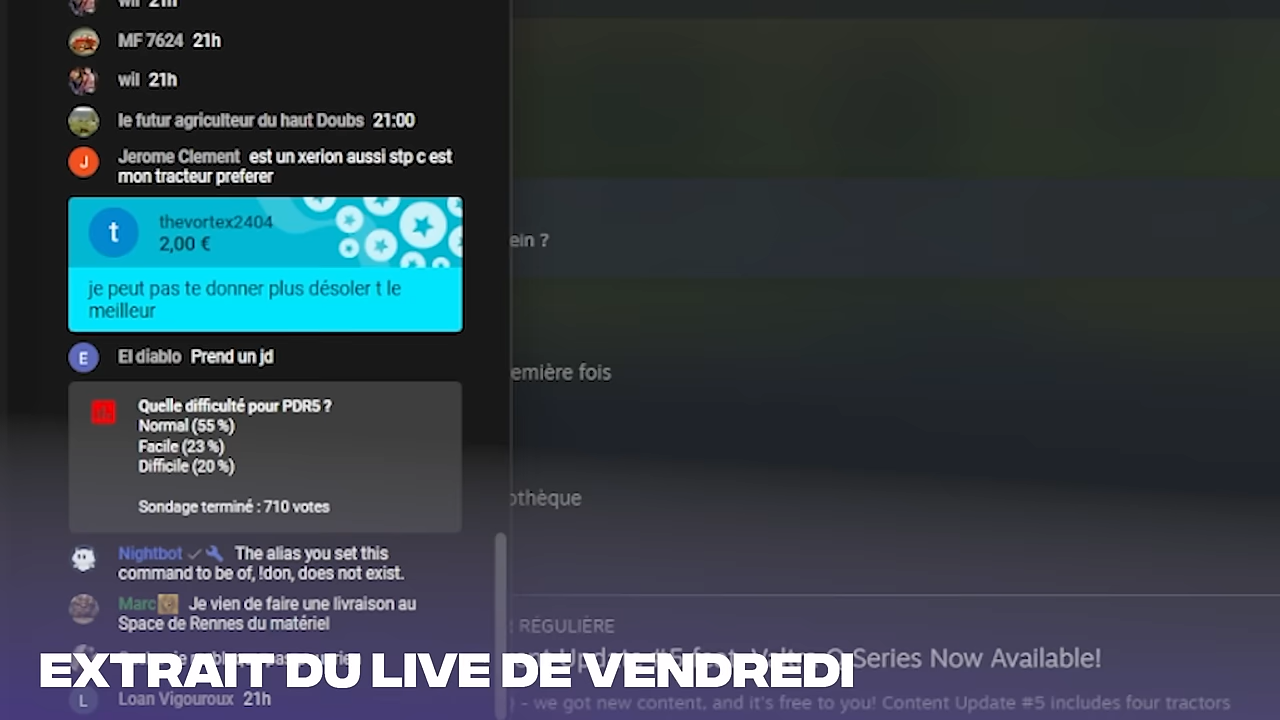 wil 21h
MF 7624 21h
wil 21h
le futur agriculteur du haut Doubs 21:00
J
Jerome Clement est un xerion aussi stp c est
mon tracteur preferer
t
thevortex2404
2,00 €
je peut pas te donner plus désoler t le
meilleur
E
El diablo Prend un jd
Quelle difficulté pour PDR5 ?
Normal (55 %)
Facile (23 %)
Difficile (20 %)
Sondage terminé : 710 votes
Nightbot The alias you set this
command to be of, !don, does not exist.
Marc Je vien de faire une livraison au
Space de Rennes du matériel
L
Loan Vigouroux 21h
ein ?
emière fois
othèque
RÉGULIÈRE
Series Now Available!
- we got new content, and it's free to you! Content Update #5 includes four tractors
EXTRAIT DU LIVE DE VENDREDI